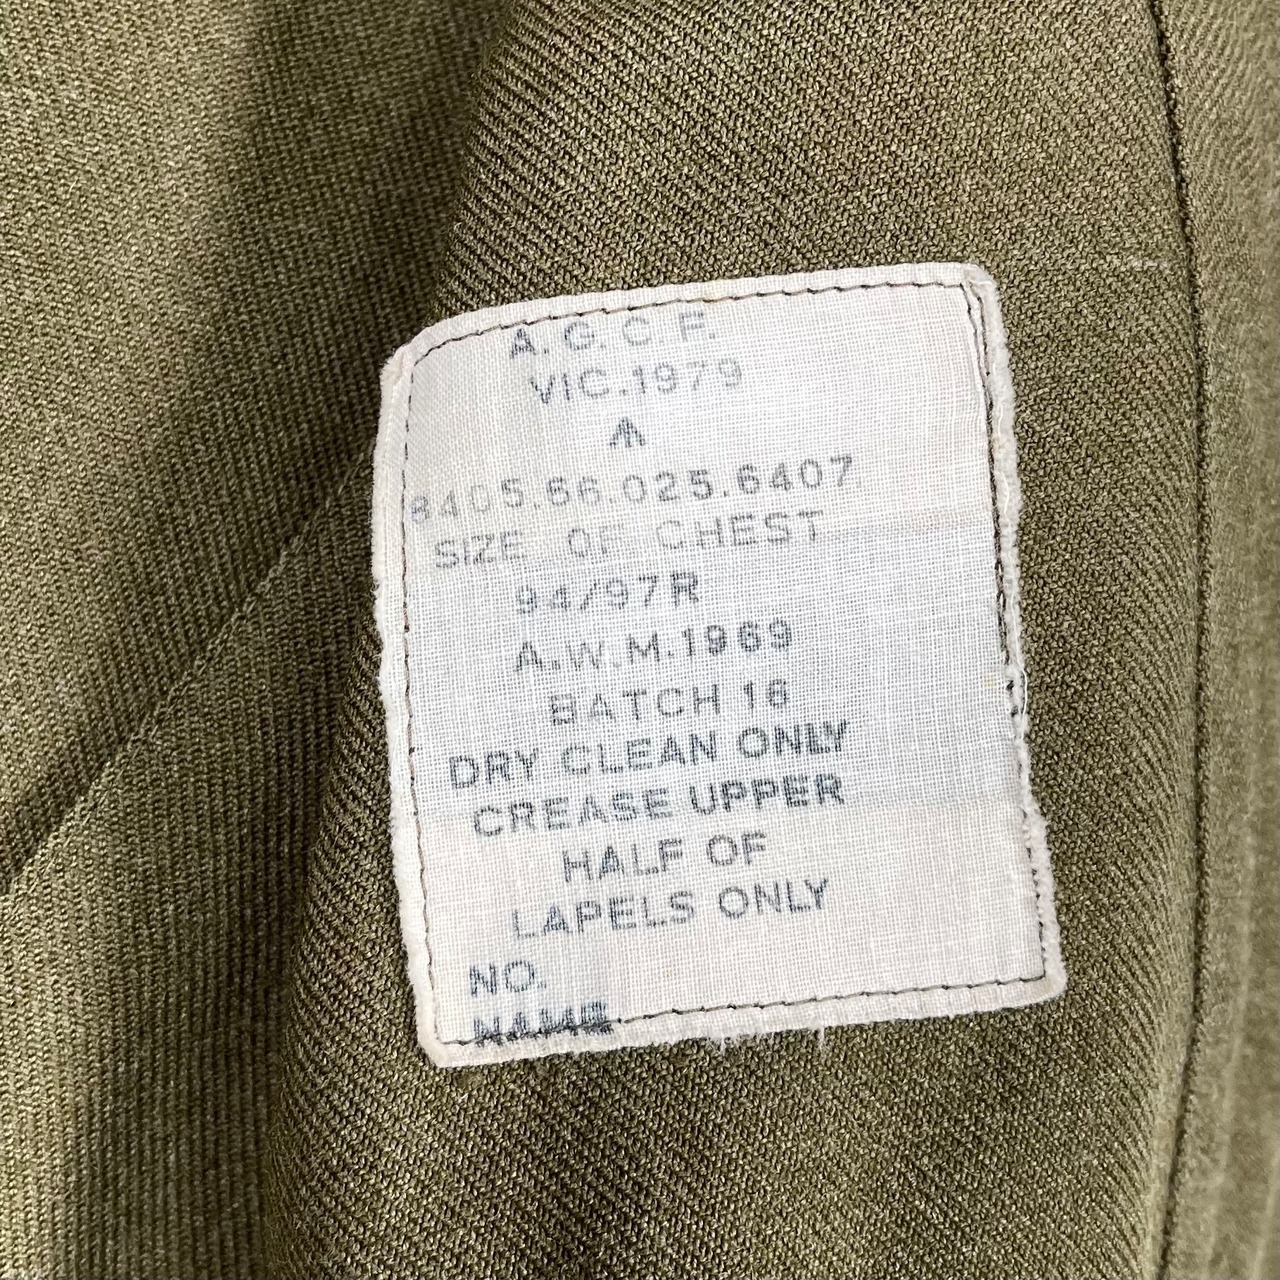 A.G.C.F.
VIC.1979
8405.66.025.6407
SIZE OF CHEST
94/97R
A.W.M.1969
BATCH 16
DRY CLEAN ONLY
CREASE UPPER
HALF OF
LAPELS ONLY
NO.
NAME